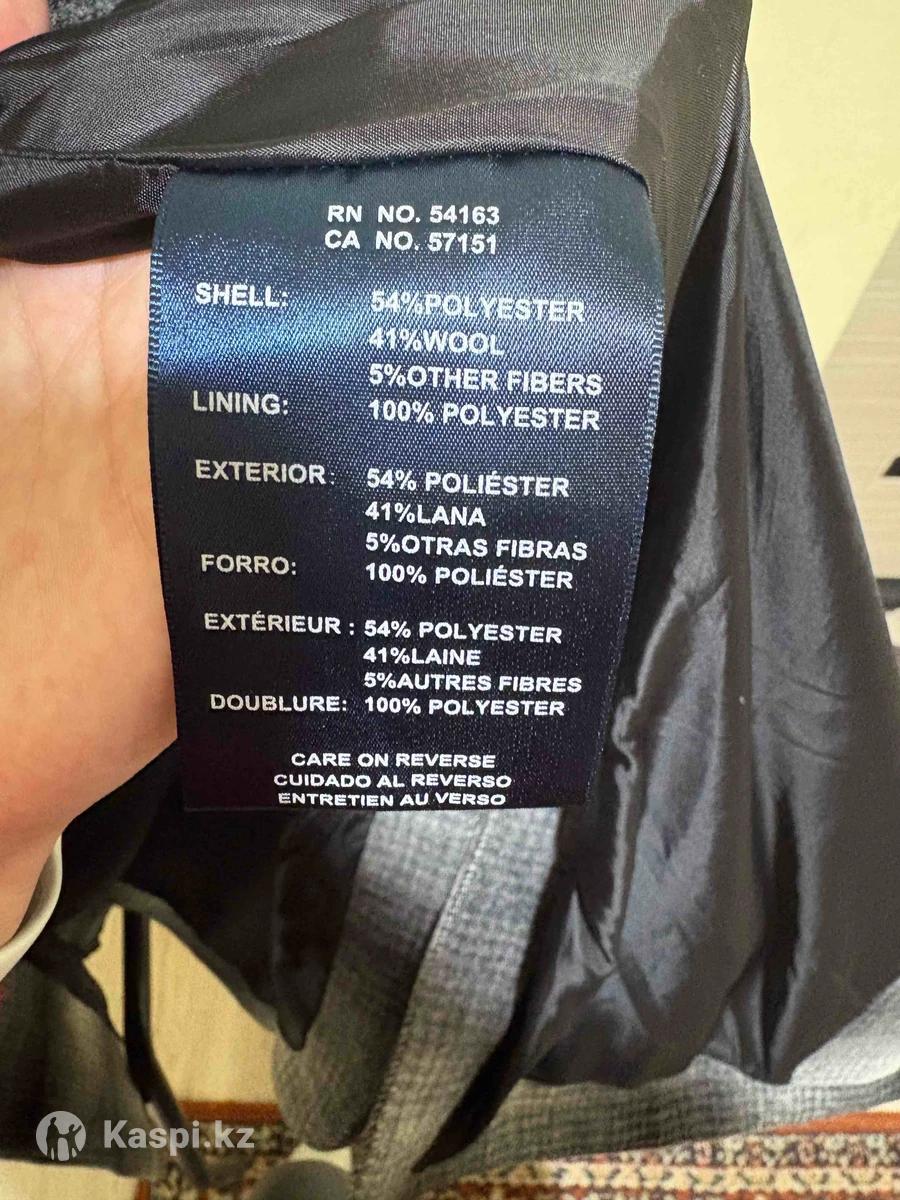 RN NO. 54163
CA NO. 57151
SHELL: 54%POLYESTER
41%WOOL
5%OTHER FIBERS
LINING: 100% POLYESTER
EXTERIOR 54% POLIÉSTER
41%LANA
5%OTRAS FIBRAS
FORRO: 100% POLIÉSTER
EXTÉRIEUR : 54% POLYESTER
41%LAINE
5%AUTRES FIBRES
DOUBLURE: 100% POLYESTER
CARE ON REVERSE
CUIDADO AL REVERSO
ENTRETIEN AU VERSO
Kaspi.kz